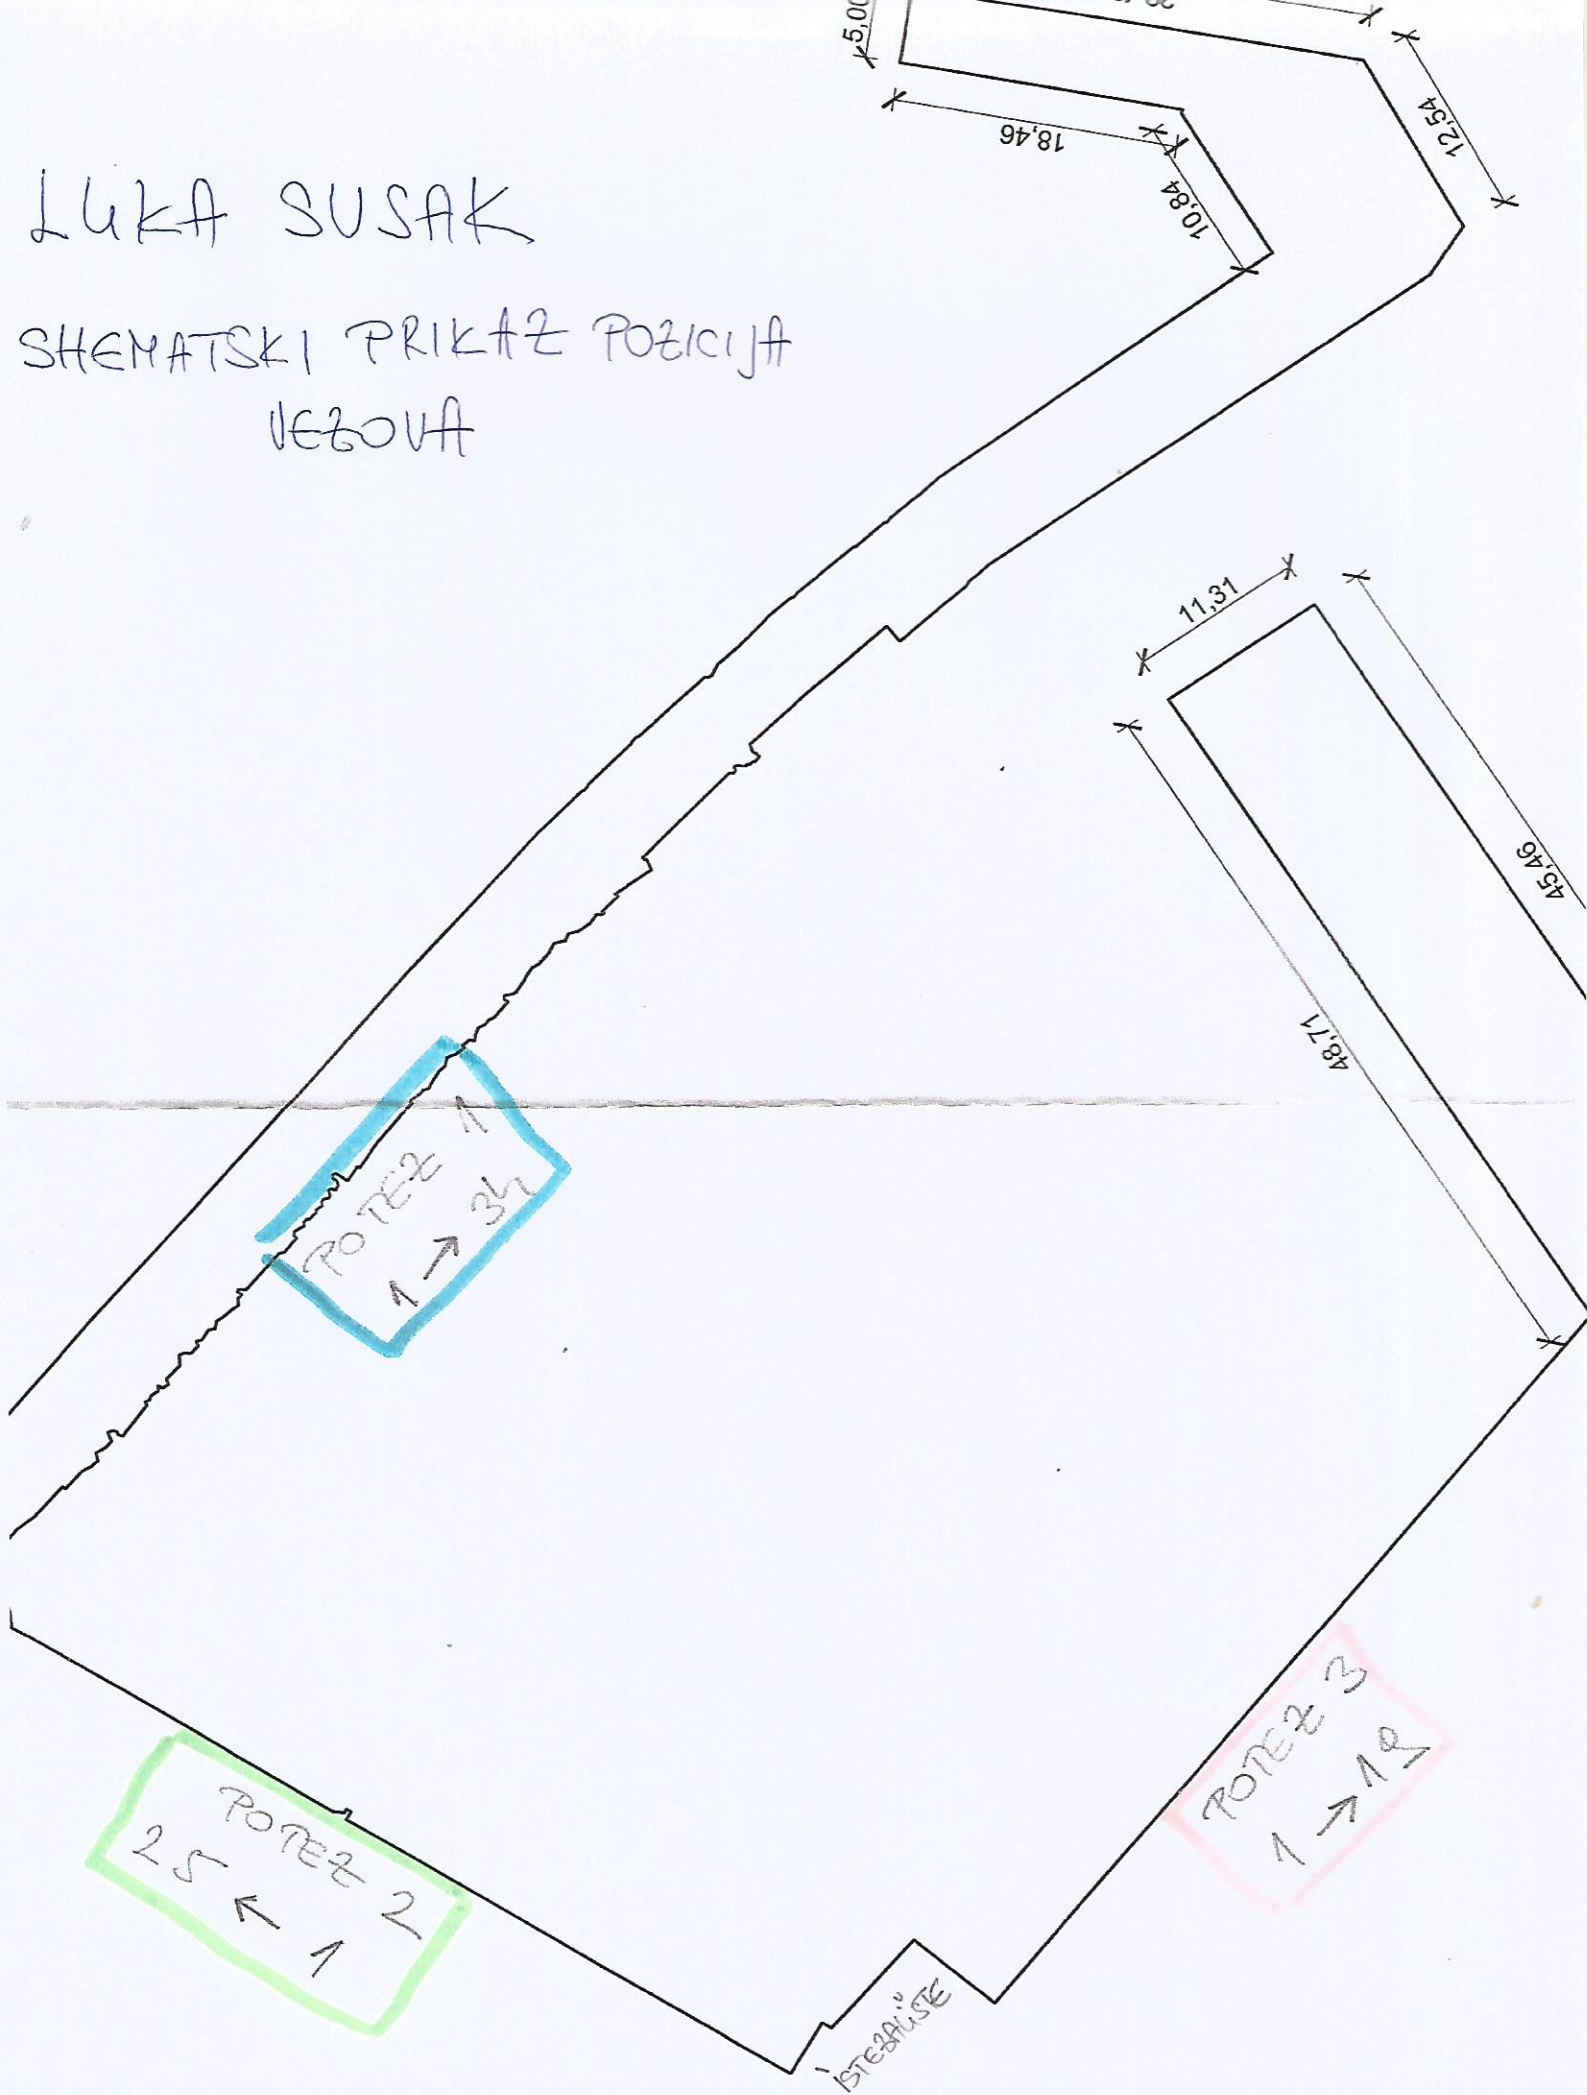 5,00
18,46
10,84
12,54
LUKA SUSAK
SHEMATSKI PRIKAZ POZICIJA
VEZOVA
11,31
45,46
48,71
POTEZ 1
1 → 34
POTEZ 3
1 → 19
POTEZ 2
25 ← 1
ISTEZALIŠTE